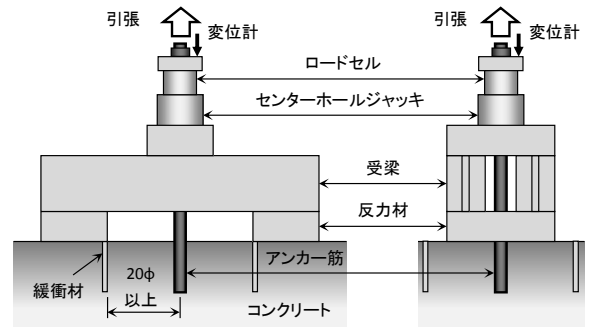 引張
変位計
引張
変位計
ロードセル
センターホールジャッキ
受梁
反力材
アンカー筋
20φ
以上
緩衝材
コンクリート